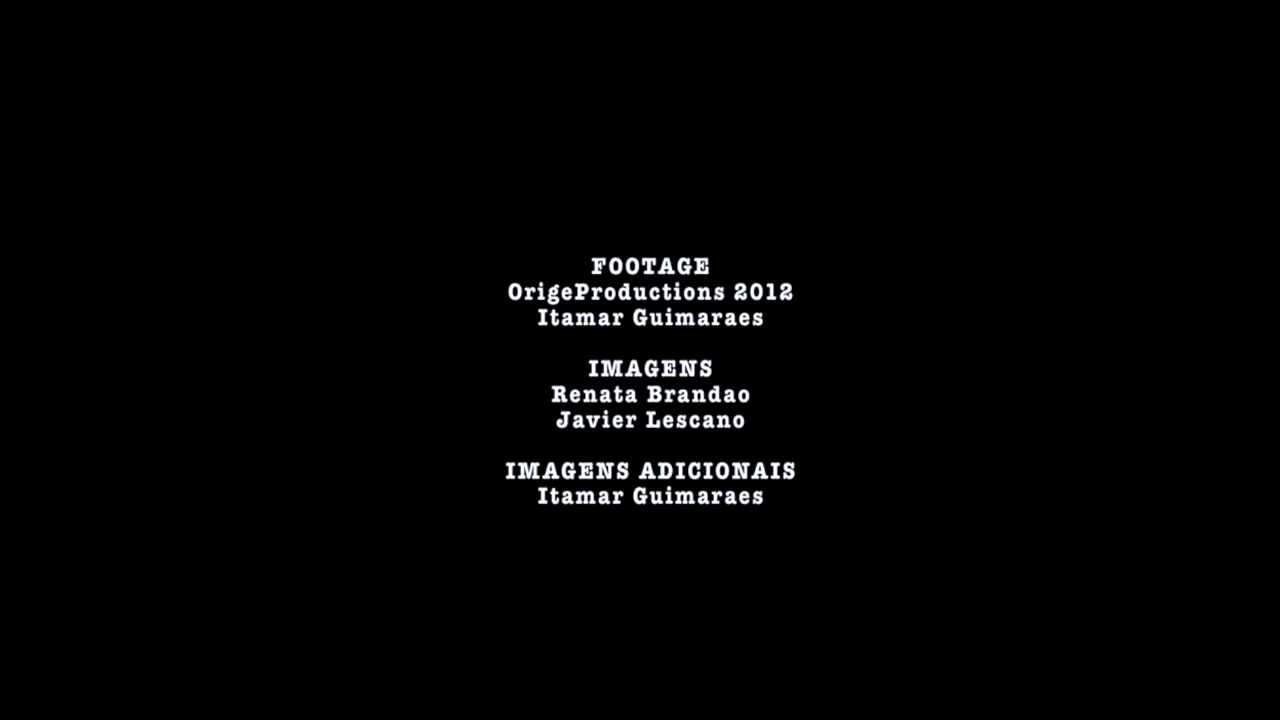 FOOTAGE
OrigeProductions 2012
Itamar Guimaraes
IMAGENS
Renata Brandao
Javier Lescano
IMAGENS ADICIONAIS
Itamar Guimaraes